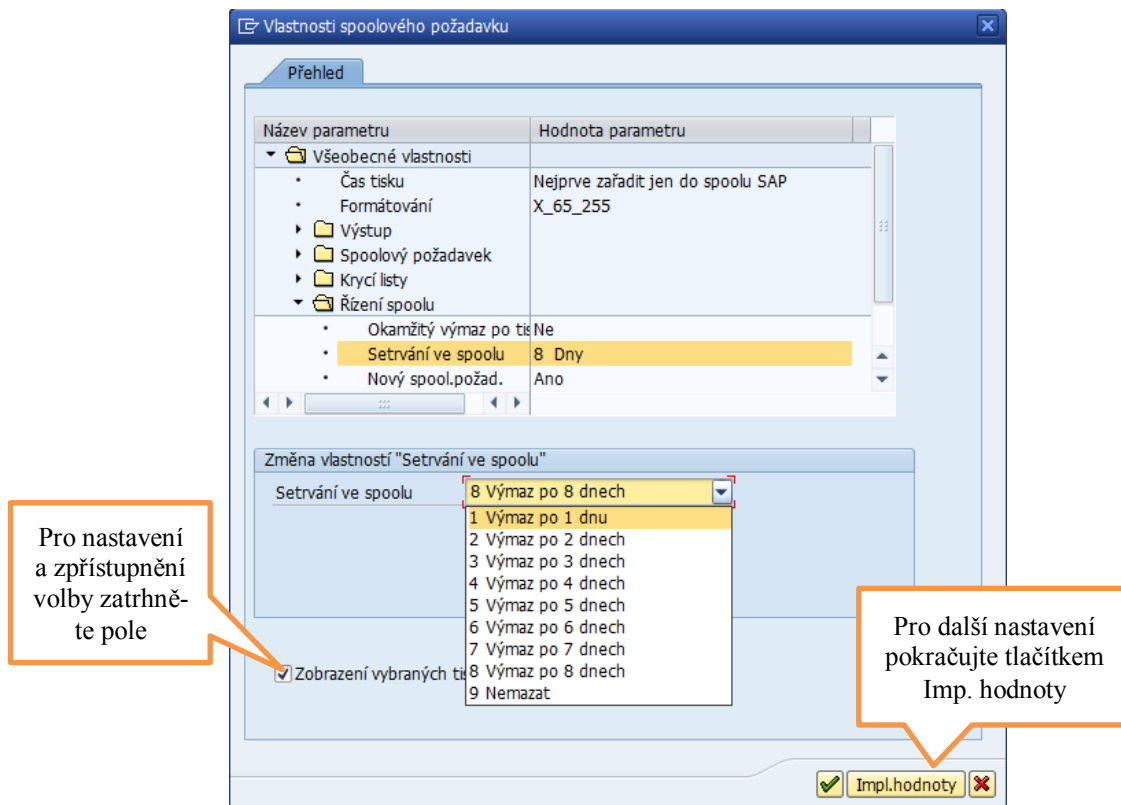 Vlastnosti spoolového požadavku
Přehled
Název parametru Hodnota parametru
Všeobecné vlastnosti
Čas tisku Nejprve zařadit jen do spoolu SAP
Formátování X_65_255
Výstup
Spoolový požadavek
Krycí listy
Řízení spoolu
Okamžitý výmaz po tis Ne
Setrvání ve spoolu 8 Dny
Nový spool.požad. Ano
Změna vlastností "Setrvání ve spoolu"
Setrvání ve spoolu 8 Výmaz po 8 dnech
1 Výmaz po 1 dnu
2 Výmaz po 2 dnech
3 Výmaz po 3 dnech
4 Výmaz po 4 dnech
5 Výmaz po 5 dnech
6 Výmaz po 6 dnech
7 Výmaz po 7 dnech
8 Výmaz po 8 dnech
9 Nemazat
Zobrazení vybraných
Pro nastavení
a zpřístupnění
volby zatrhně-
te pole
Pro další nastavení
pokračujte tlačítkem
Imp. hodnoty
Impl.hodnoty